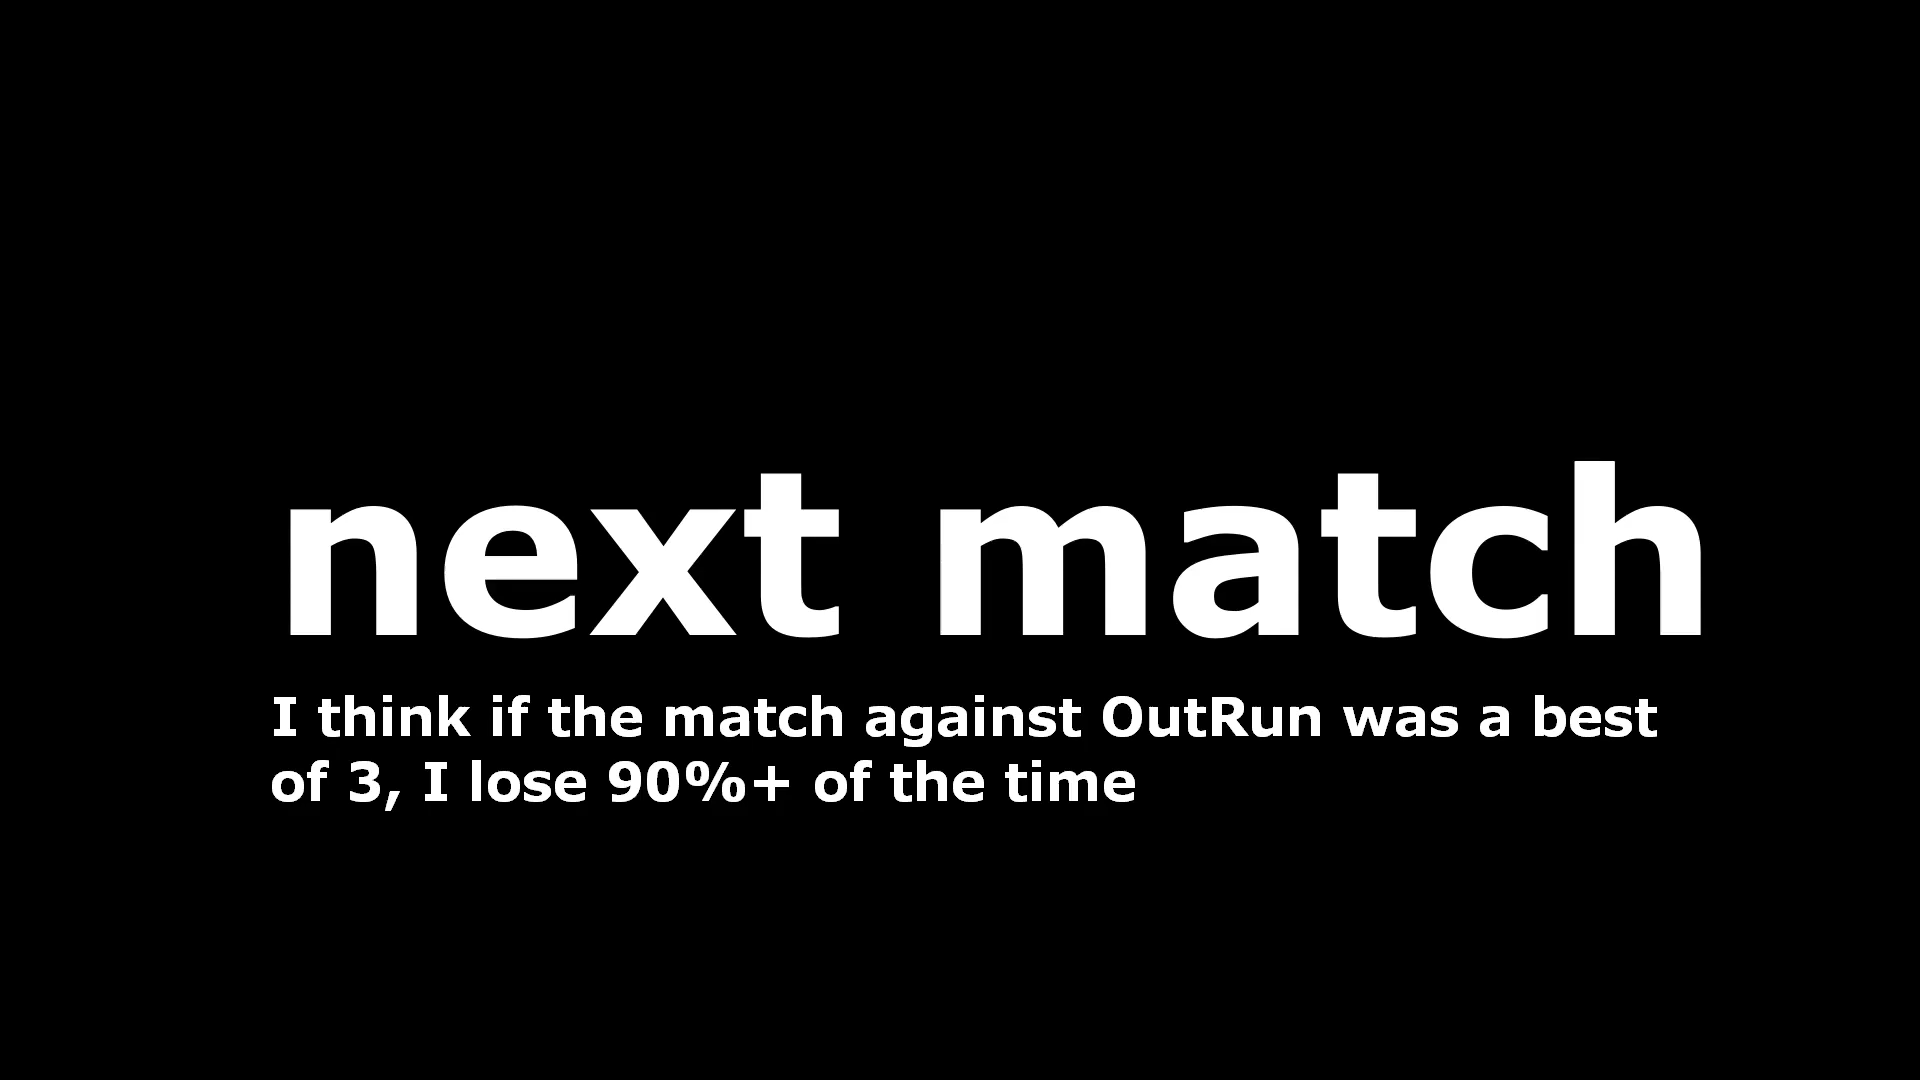 next match
I think if the match against OutRun was a best
of 3, I lose 90%+ of the time